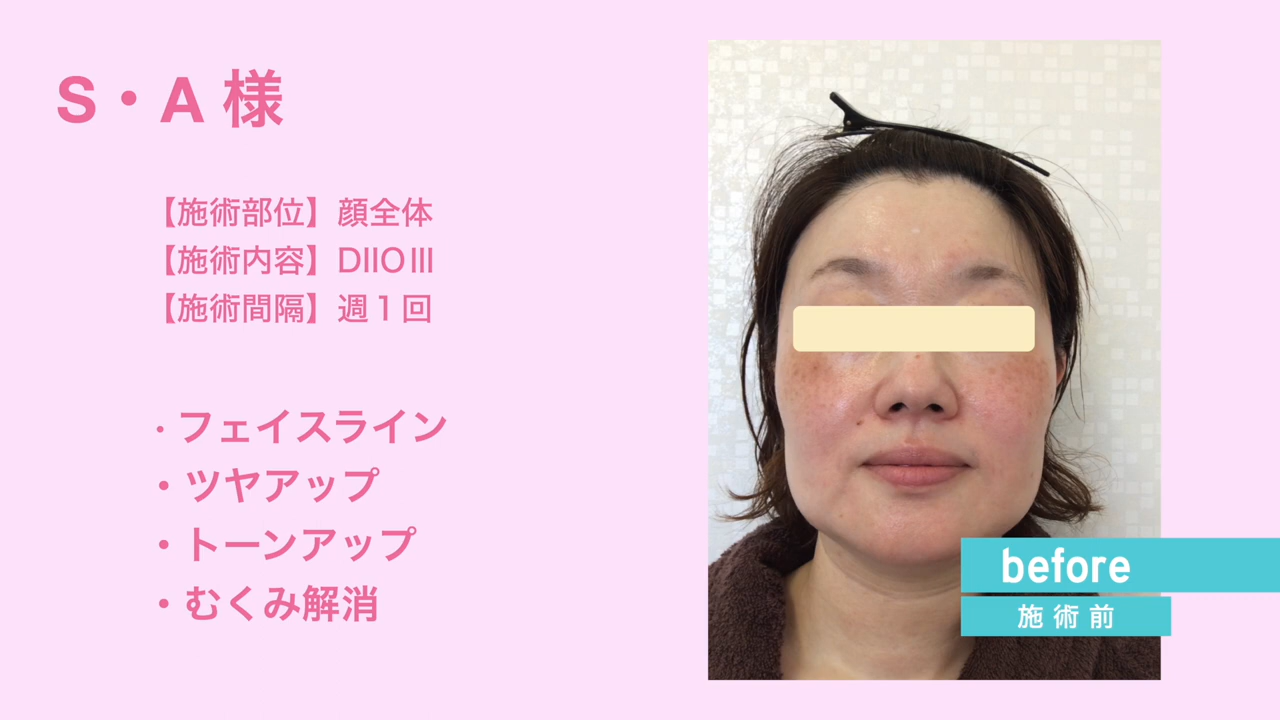 S・A 様
【施術部位】顔全体
【施術内容】DIIOIII
【施術間隔】週１回
・フェイスライン
・ツヤアップ
・トーンアップ
・むくみ解消
before
施術前